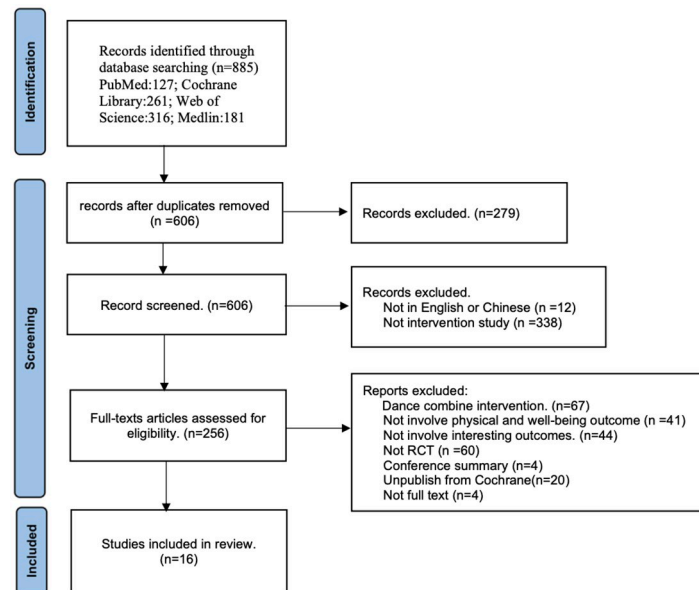 Identification
Records identified through
database searching (n=885)
PubMed:127; Cochrane
Library:261; Web of
Science:316; Medlin:181
Screening
records after duplicates removed
(n =606)
Records excluded. (n=279)
Record screened. (n=606)
Records excluded.
Not in English or Chinese (n =12)
Not intervention study (n =338)
Full-texts articles assessed for
eligibility. (n=256)
Reports excluded:
Dance combine intervention. (n=67)
Not involve physical and well-being outcome (n =41)
Not involve interesting outcomes. (n=44)
Not RCT (n =60)
Conference summary (n=4)
Unpublish from Cochrane(n=20)
Not full text (n=4)
Included
Studies included in review.
(n=16)